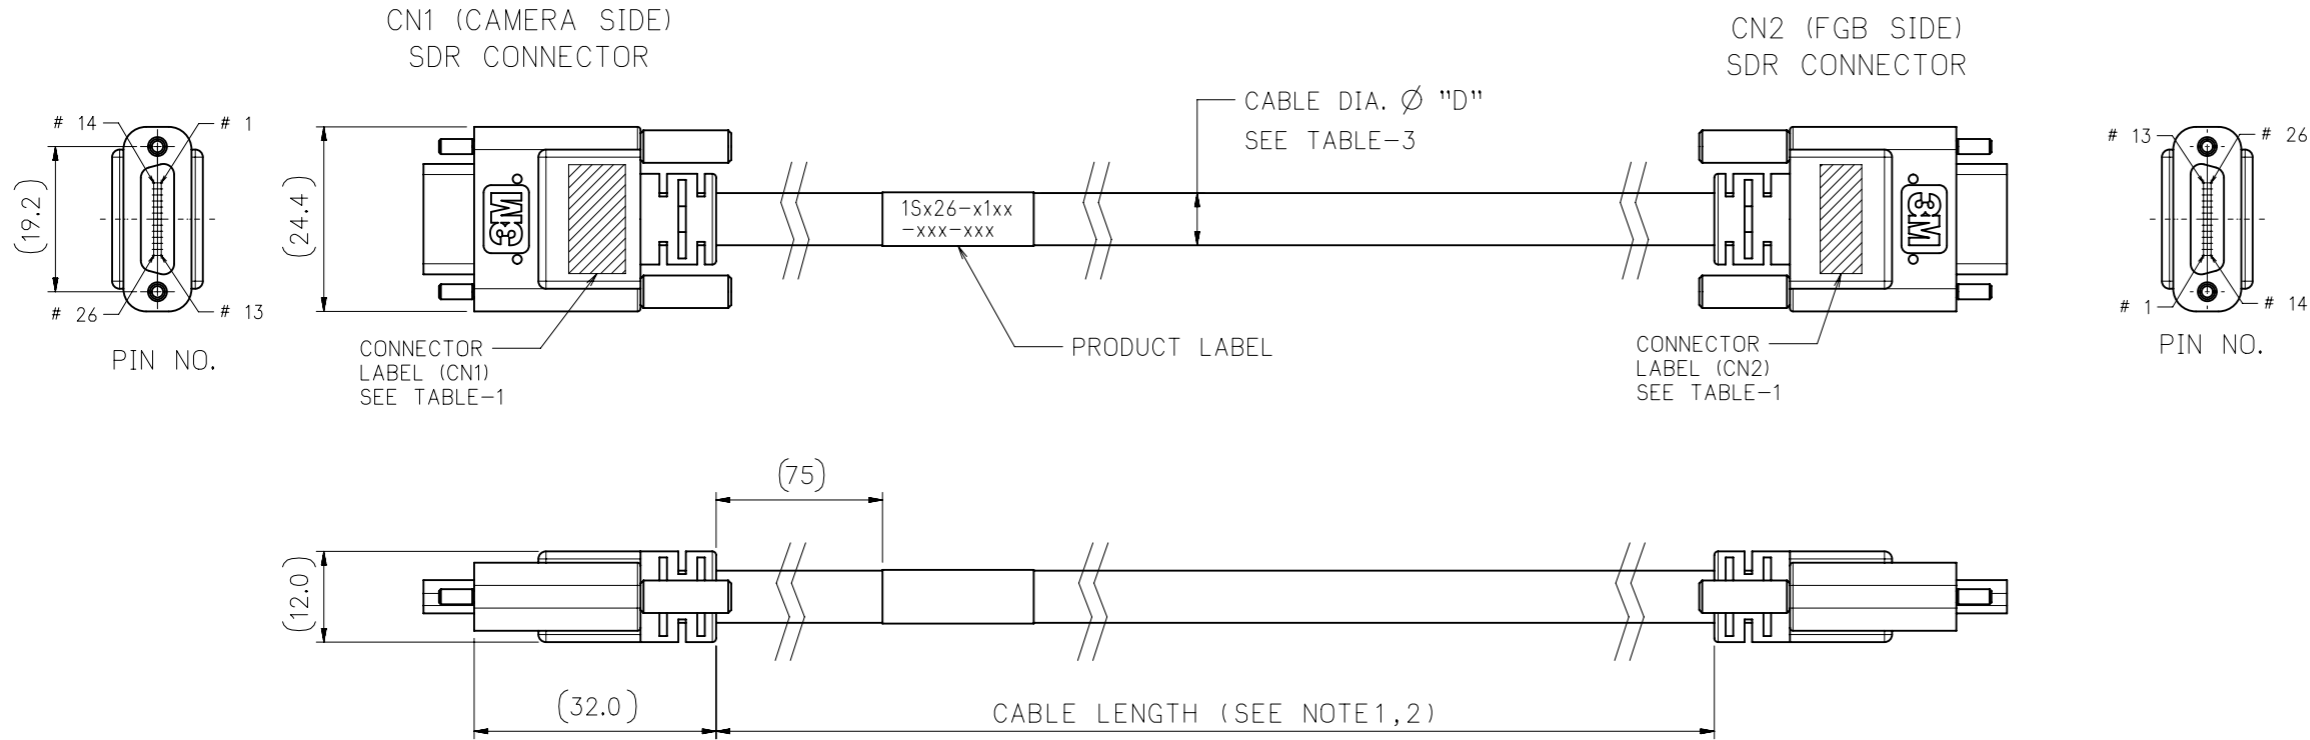 CN1 (CAMERA SIDE)
SDR CONNECTOR
CN2 (FGB SIDE)
SDR CONNECTOR
# 14
# 1
(19.2)
# 26
# 13
PIN NO.
(24.4)
3M
CONNECTOR
LABEL (CN1)
SEE TABLE-1
1Sx26-x1xx
-xxx-xxx
CABLE DIA. Ø "D"
SEE TABLE-3
PRODUCT LABEL
3M
CONNECTOR
LABEL (CN2)
SEE TABLE-1
# 13
# 26
# 1
# 14
PIN NO.
(75)
(12.0)
(32.0)
CABLE LENGTH (SEE NOTE1,2)